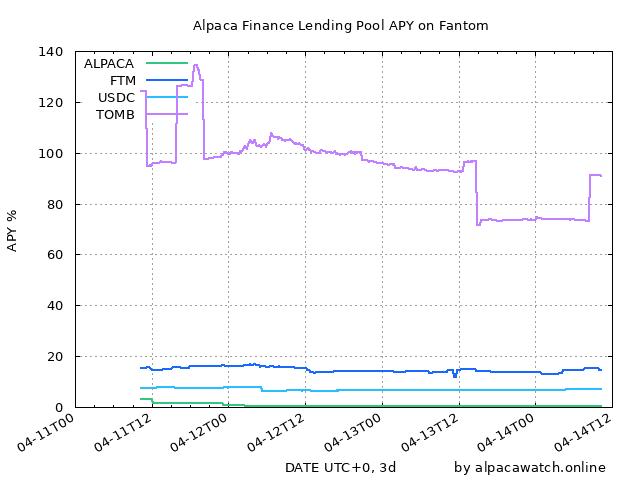 Alpaca Finance Lending Pool APY on Fantom
140
120
100
80
60
40
20
0
APY %
ALPACA
FTM
USDC
TOMB
04-11T00
04-11T12
04-12T00
04-12T12
04-13T00
04-13T12
04-14T00
04-14T12
DATE UTC+0, 3d
by alpacawatch.online